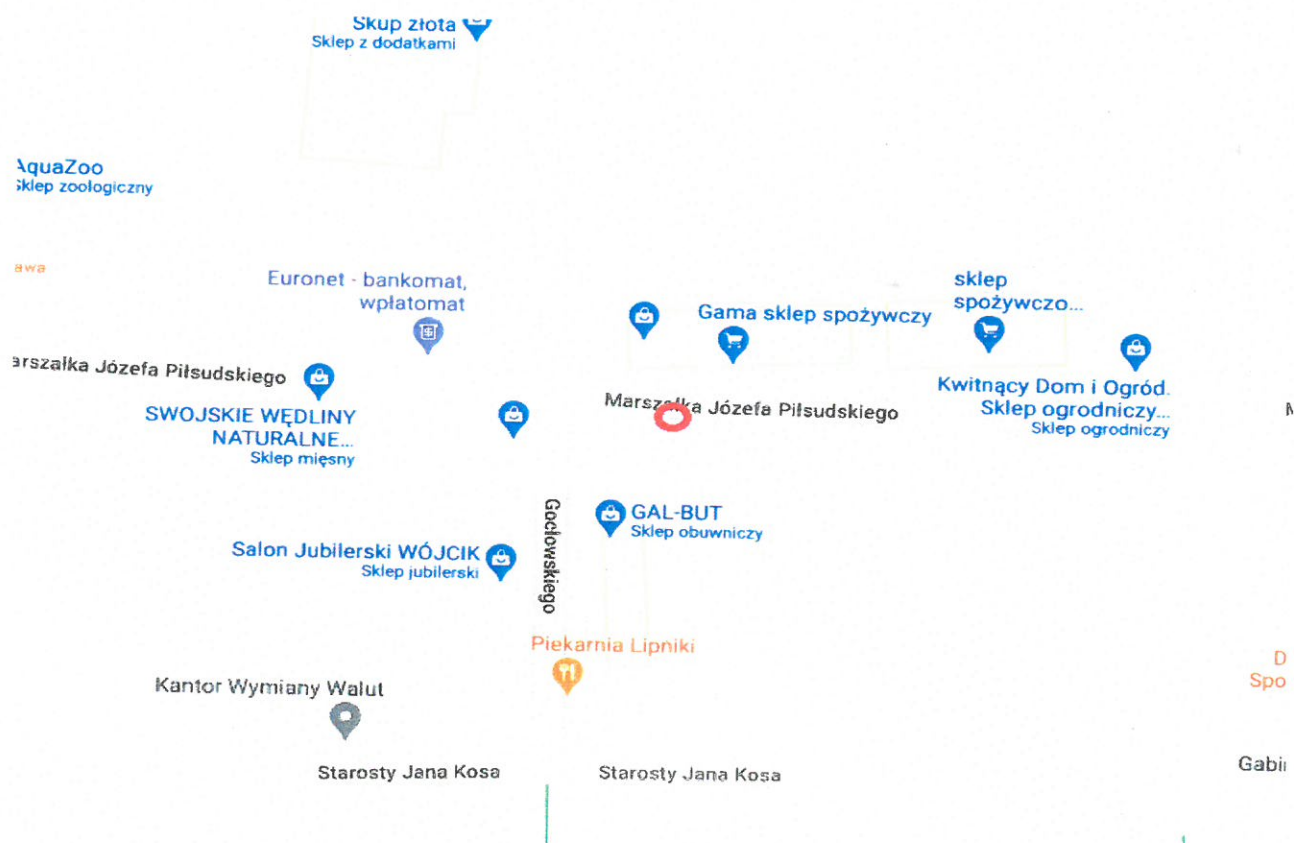 Skup złota
Sklep z dodatkami
AquaZoo
Sklep zoologiczny
awa
Euronet - bankomat,
wpłatomat
sklep
spożywczo...
Gama sklep spożywczy
arszałka Józefa Piłsudskiego
SWOJSKIE WĘDLINY
NATURALNE...
Sklep mięsny
Marszałka Józefa Piłsudskiego
Kwitnący Dom i Ogród.
Sklep ogrodniczy...
Sklep ogrodniczy
Gocłowskiego
GAL-BUT
Sklep obuwniczy
Salon Jubilerski WÓJCIK
Sklep jubilerski
Piekarnia Lipniki
D
Spo
Kantor Wymiany Walut
Starosty Jana Kosa
Starosty Jana Kosa